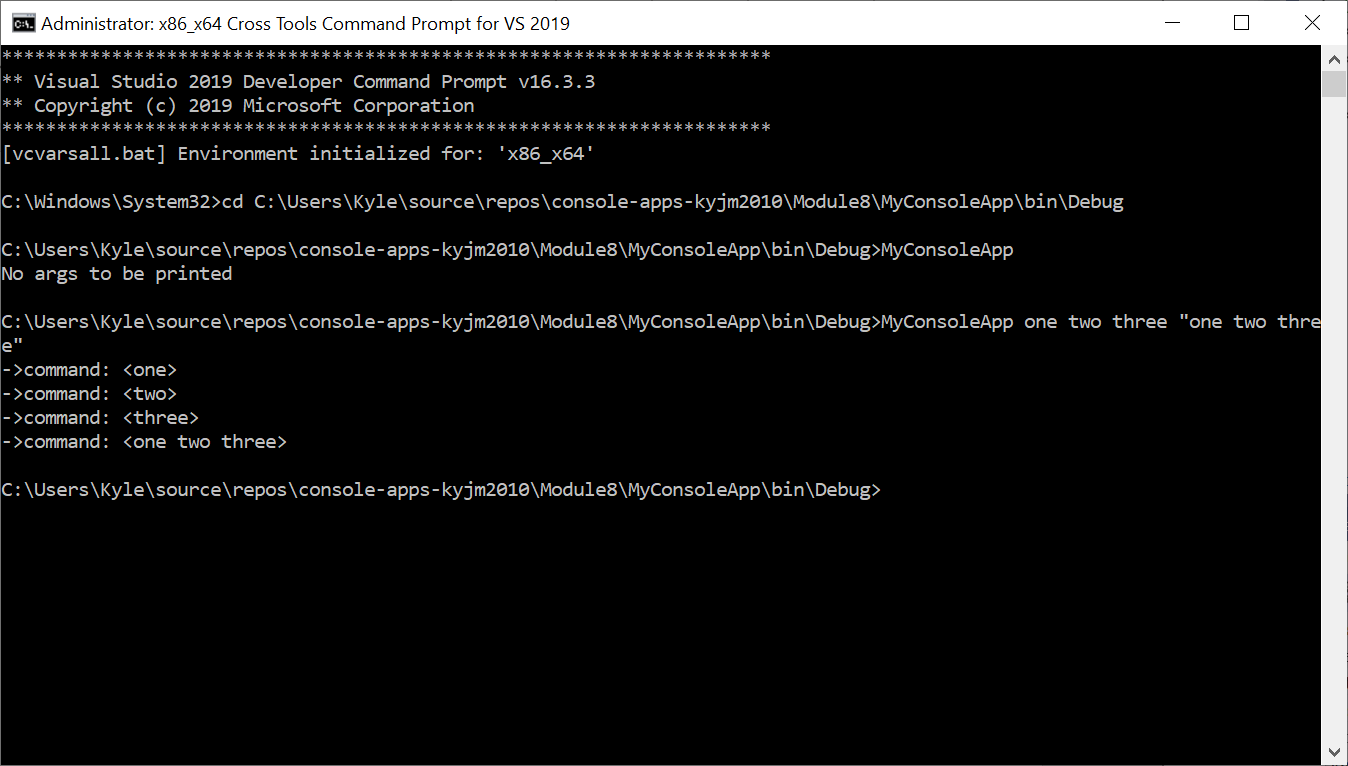 Administrator: x86_x64 Cross Tools Command Prompt for VS 2019
**********************************************************************
** Visual Studio 2019 Developer Command Prompt v16.3.3
** Copyright (c) 2019 Microsoft Corporation
**********************************************************************
[vcvarsall.bat] Environment initialized for: 'x86_x64'
C:\Windows\System32>cd C:\Users\Kyle\source\repos\console-apps-kyjm2010\Module8\MyConsoleApp\bin\Debug
C:\Users\Kyle\source\repos\console-apps-kyjm2010\Module8\MyConsoleApp\bin\Debug>MyConsoleApp
No args to be printed
C:\Users\Kyle\source\repos\console-apps-kyjm2010\Module8\MyConsoleApp\bin\Debug>MyConsoleApp one two three "one two thre
e"
->command: <one>
->command: <two>
->command: <three>
->command: <one two three>
C:\Users\Kyle\source\repos\console-apps-kyjm2010\Module8\MyConsoleApp\bin\Debug>